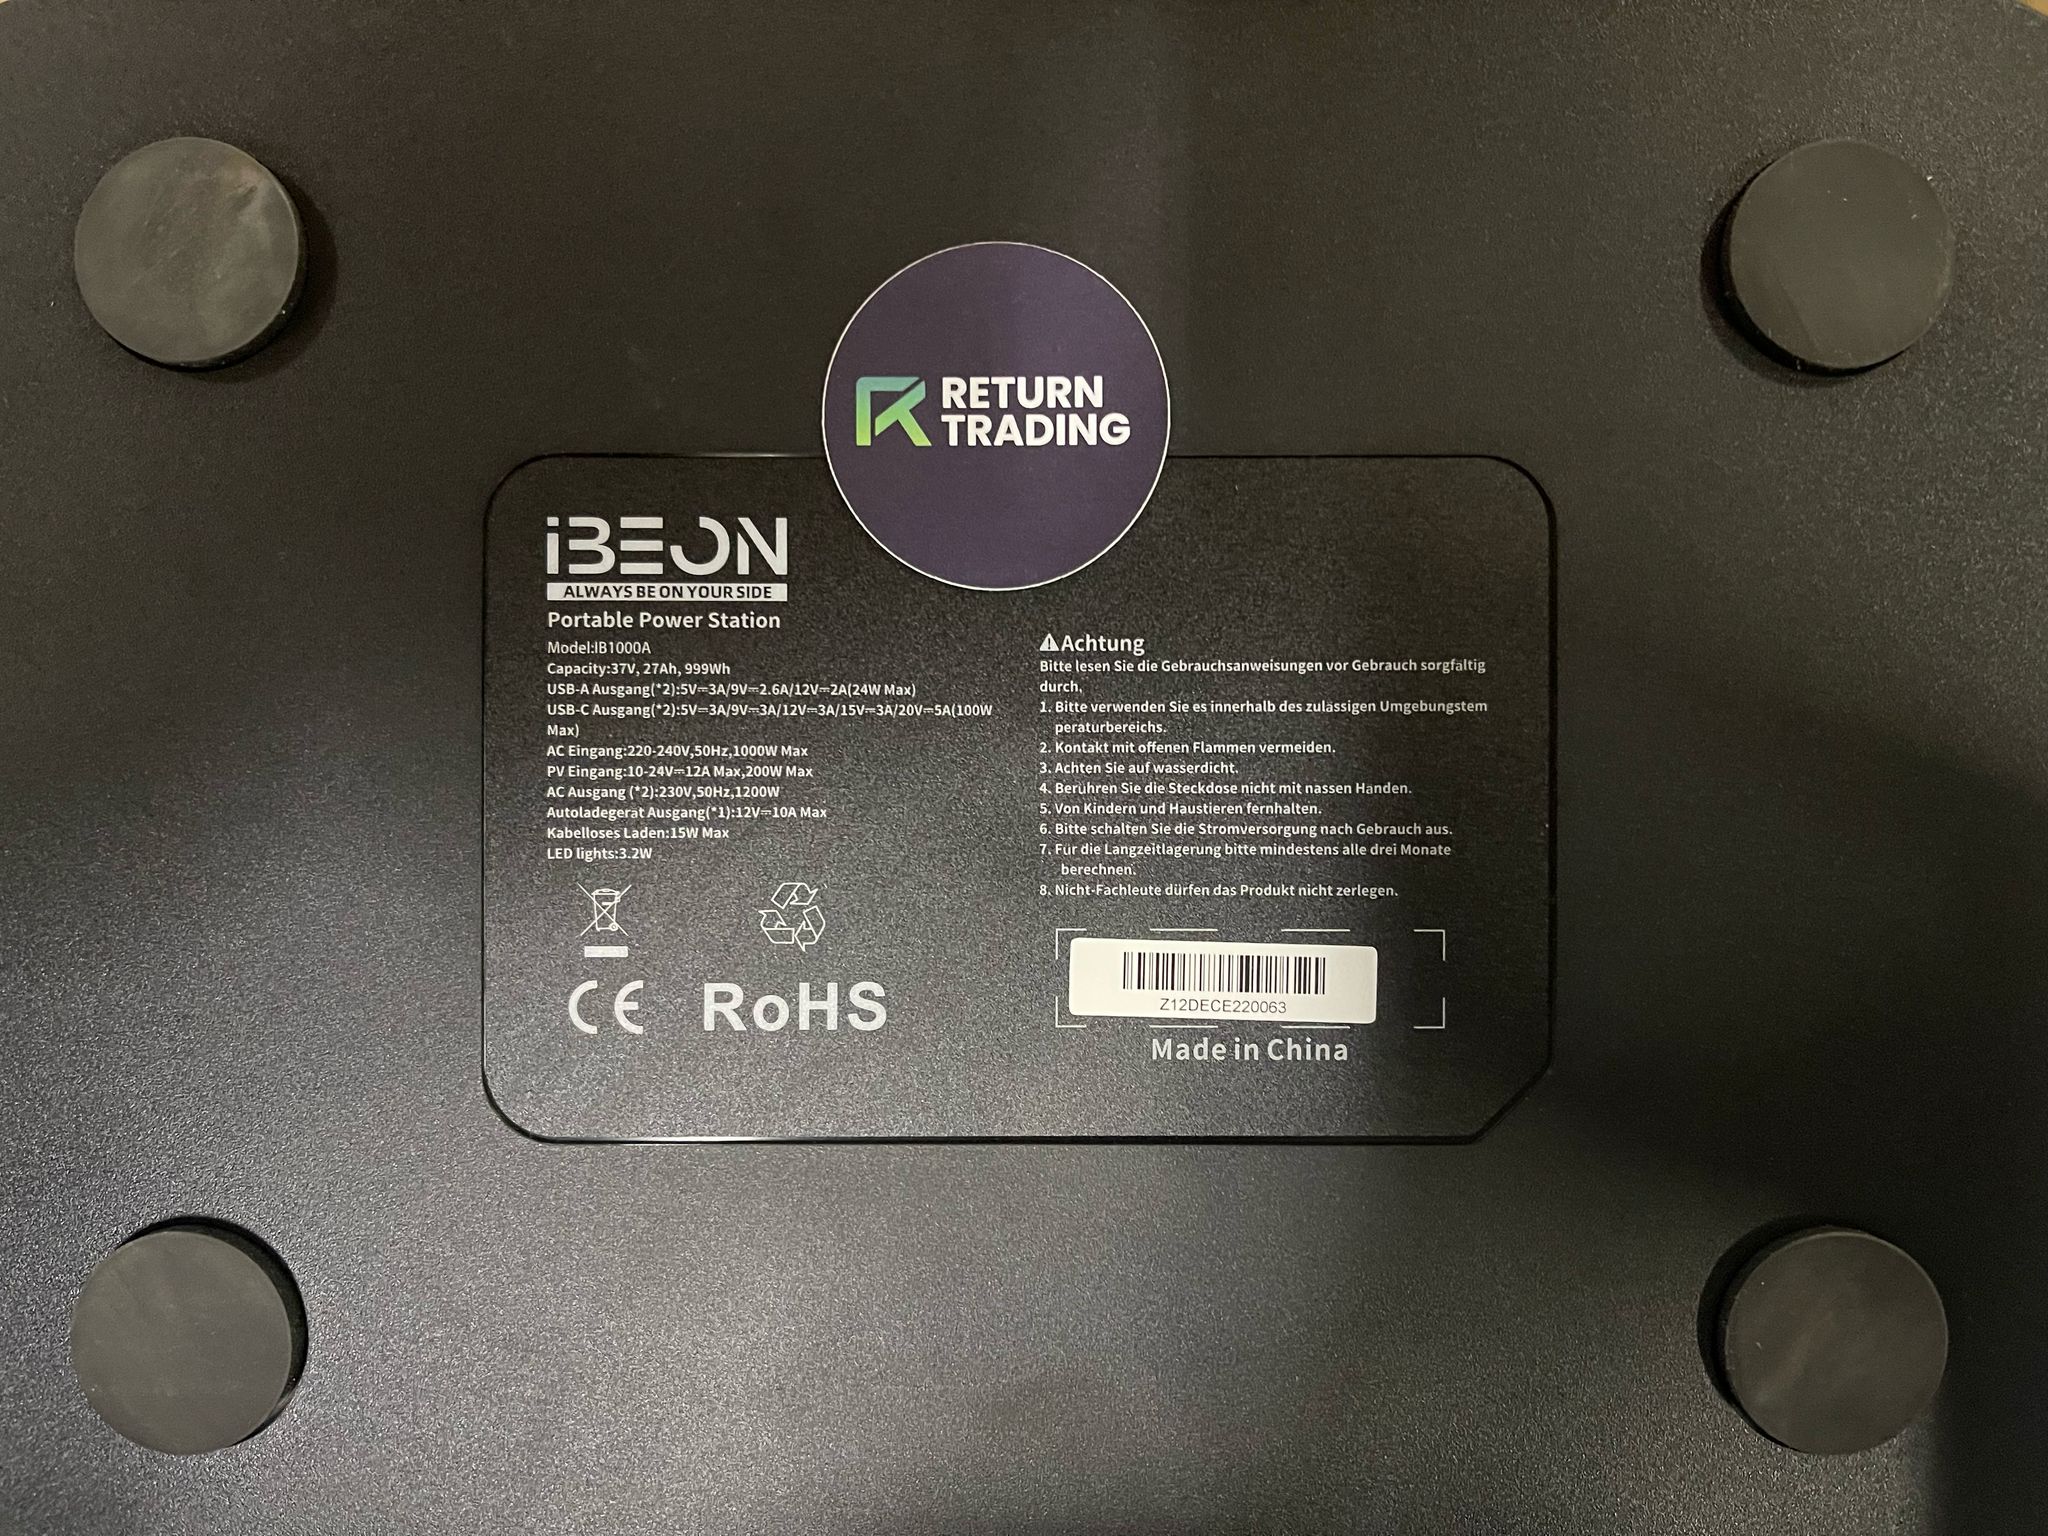 RETURN
TRADING
iBEON
ALWAYS BE ON YOUR SIDE
Portable Power Station
Model:IB1000A
Capacity:37V, 27Ah, 999Wh
USB-A Ausgang(*2):5V⎓3A/9V⎓2.6A/12V⎓2A(24W Max)
USB-C Ausgang(*2):5V⎓3A/9V⎓3A/12V⎓3A/15V⎓3A/20V⎓5A(100W
Max)
AC Eingang:220-240V,50Hz,1000W Max
PV Eingang:10-24V⎓12A Max,200W Max
AC Ausgang (*2):230V,50Hz,1200W
Autoladegerät Ausgang(*1):12V⎓10A Max
Kabelloses Laden:15W Max
LED lights:3.2W
CE RoHS
⚠Achtung
Bitte lesen Sie die Gebrauchsanweisungen vor Gebrauch sorgfältig
durch,
1. Bitte verwenden Sie es innerhalb des zulässigen Umgebungstem
peraturbereichs.
2. Kontakt mit offenen Flammen vermeiden.
3. Achten Sie auf wasserdicht.
4. Berühren Sie die Steckdose nicht mit nassen Händen.
5. Von Kindern und Haustieren fernhalten.
6. Bitte schalten Sie die Stromversorgung nach Gebrauch aus.
7. Für die Langzeitlagerung bitte mindestens alle drei Monate
berechnen.
8. Nicht-Fachleute dürfen das Produkt nicht zerlegen.
Z12DECE220063
Made in China